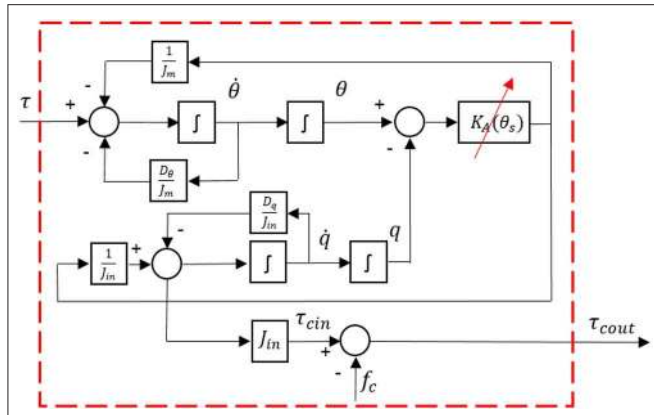 1/J_m
-
θ̇
θ
τ
+
∫
∫
+
K_A(θ_s)
-
-
D_θ/J_m
D_q/J_in
-
q̇
q
1/J_in
+
∫
∫
J_in
τ_cin
τ_cout
+
-
f_c